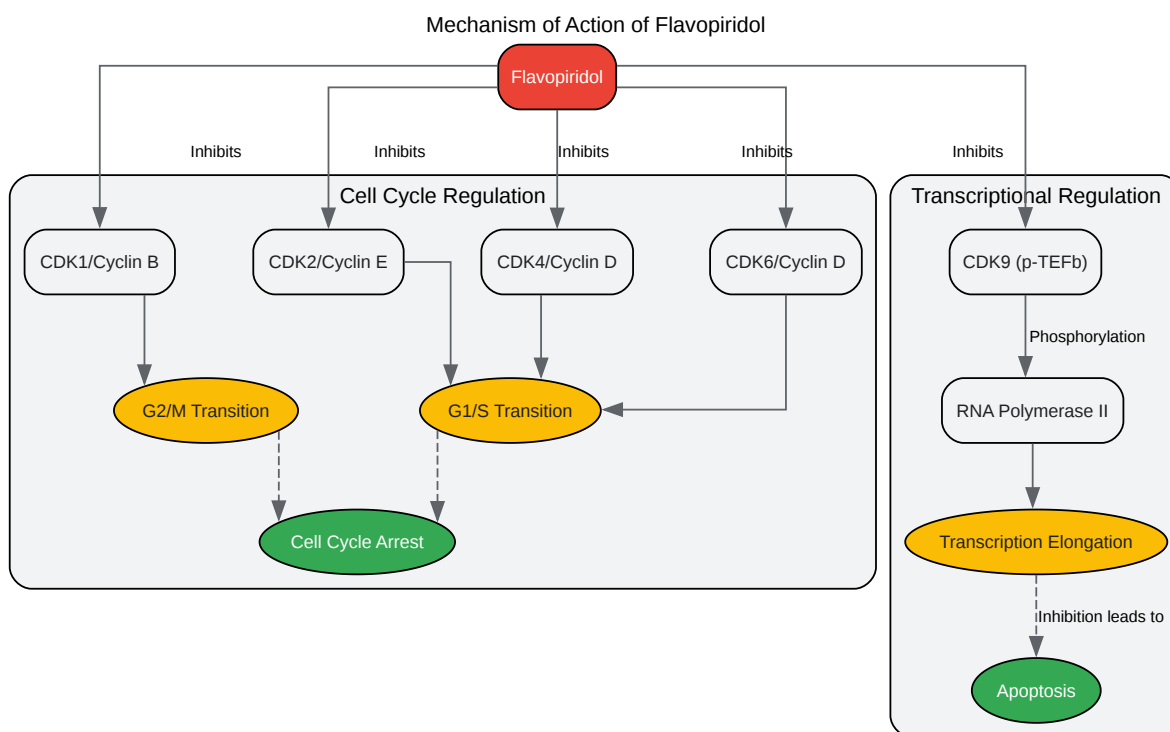 Mechanism of Action of Flavopiridol
Flavopiridol
Inhibits
Inhibits
Inhibits
Inhibits
Inhibits
Cell Cycle Regulation
Transcriptional Regulation
CDK1/Cyclin B
CDK2/Cyclin E
CDK4/Cyclin D
CDK6/Cyclin D
CDK9 (p-TEFb)
Phosphorylation
G2/M Transition
G1/S Transition
RNA Polymerase II
Cell Cycle Arrest
Transcription Elongation
Inhibition leads to
Apoptosis